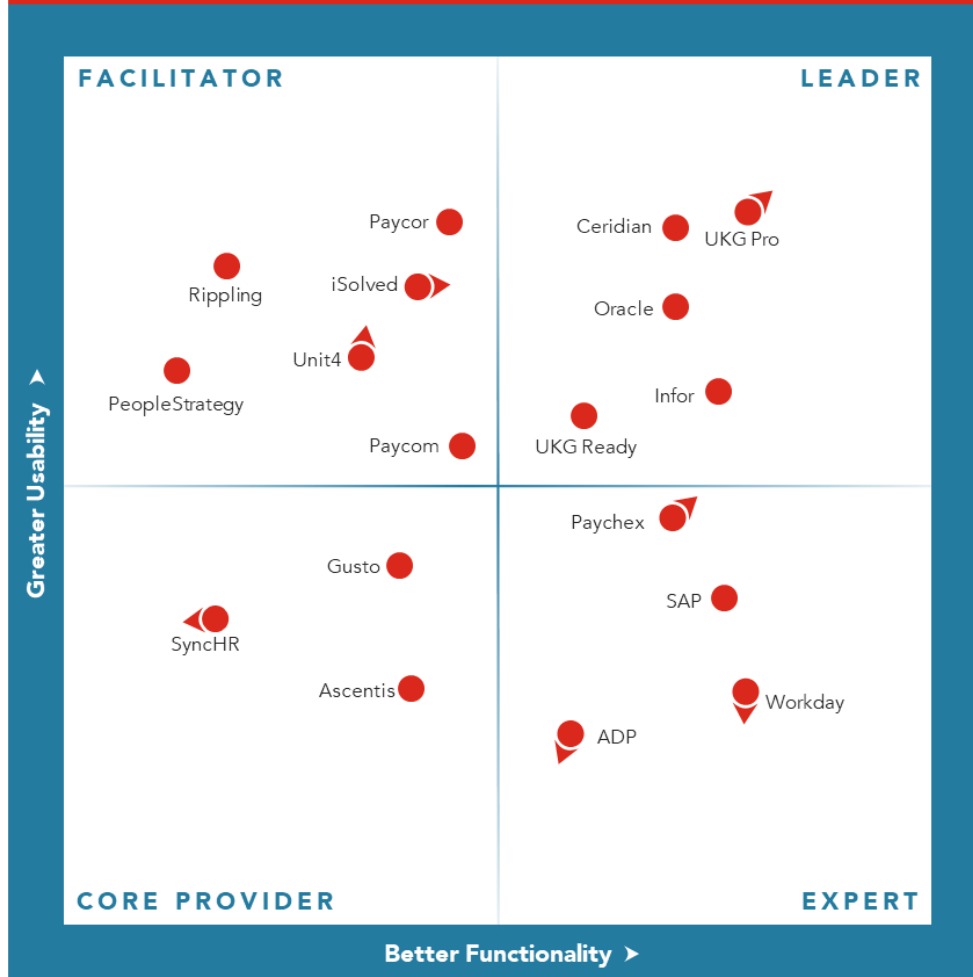 FACILITATOR
LEADER
Paycor
Ceridian
UKG Pro
Rippling
iSolved
Oracle
Unit4
PeopleStrategy
Infor
Paycom
UKG Ready
Greater Usability
Paychex
Gusto
SAP
SyncHR
Ascentis
Workday
ADP
CORE PROVIDER
EXPERT
Better Functionality